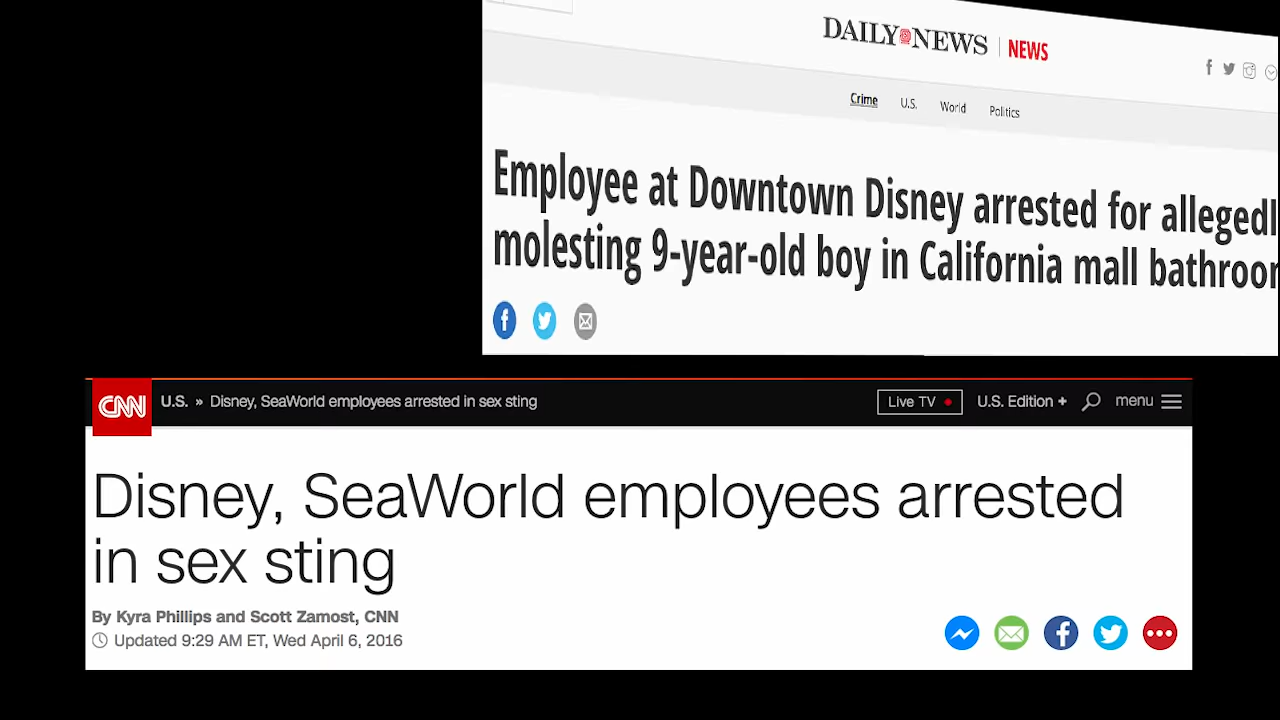 DAILY NEWS | NEWS
Crime U.S. World Politics
Employee at Downtown Disney arrested for allegedl
molesting 9-year-old boy in California mall bathroo
CNN U.S. » Disney, SeaWorld employees arrested in sex sting Live TV U.S. Edition + menu
Disney, SeaWorld employees arrested
in sex sting
By Kyra Phillips and Scott Zamost, CNN
Updated 9:29 AM ET, Wed April 6, 2016